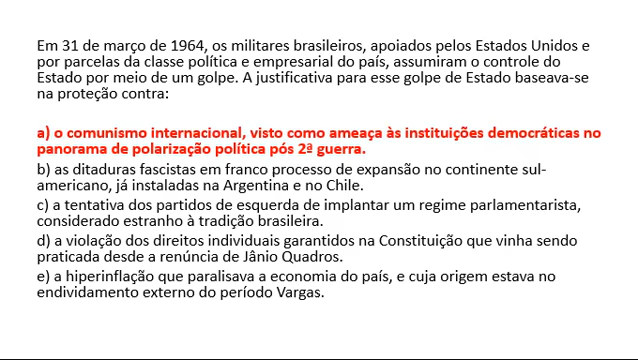 Em 31 de março de 1964, os militares brasileiros, apoiados pelos Estados Unidos e
por parcelas da classe política e empresarial do país, assumiram o controle do
Estado por meio de um golpe. A justificativa para esse golpe de Estado baseava-se
na proteção contra:
a) o comunismo internacional, visto como ameaça às instituições democráticas no
panorama de polarização política pós 2ª guerra.
b) as ditaduras fascistas em franco processo de expansão no continente sul-
americano, já instaladas na Argentina e no Chile.
c) a tentativa dos partidos de esquerda de implantar um regime parlamentarista,
considerado estranho à tradição brasileira.
d) a violação dos direitos individuais garantidos na Constituição que vinha sendo
praticada desde a renúncia de Jânio Quadros.
e) a hiperinflação que paralisava a economia do país, e cuja origem estava no
endividamento externo do período Vargas.